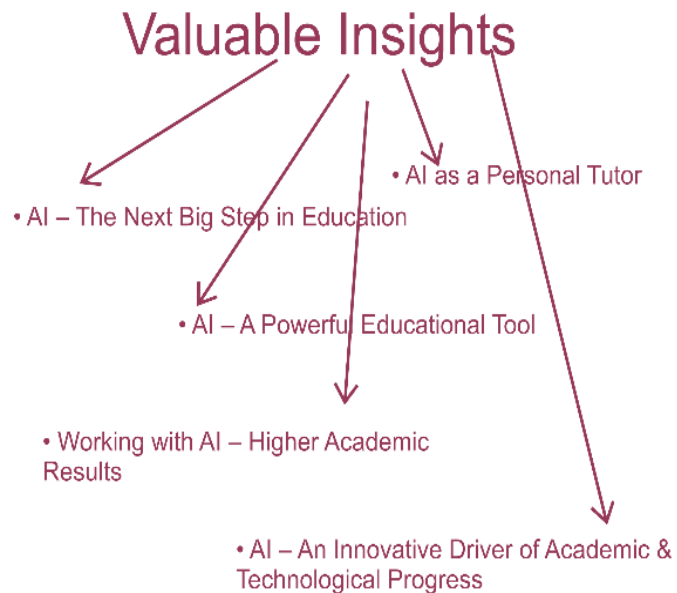 Valuable Insights
• AI as a Personal Tutor
• AI – The Next Big Step in Education
• AI – A Powerful Educational Tool
• Working with AI – Higher Academic
Results
• AI – An Innovative Driver of Academic &
Technological Progress